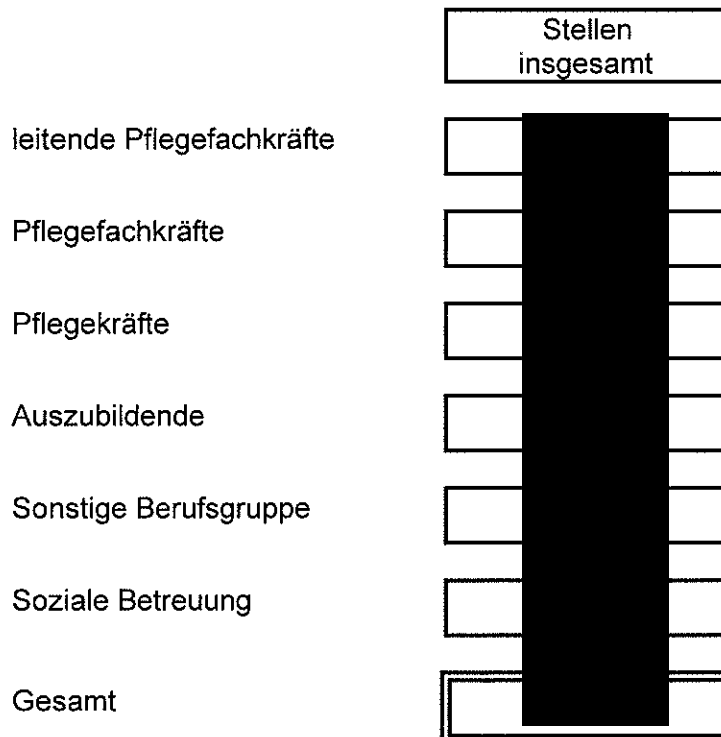 Stellen
insgesamt
leitende Pflegefachkräfte
Pflegefachkräfte
Pflegekräfte
Auszubildende
Sonstige Berufsgruppe
Soziale Betreuung
Gesamt